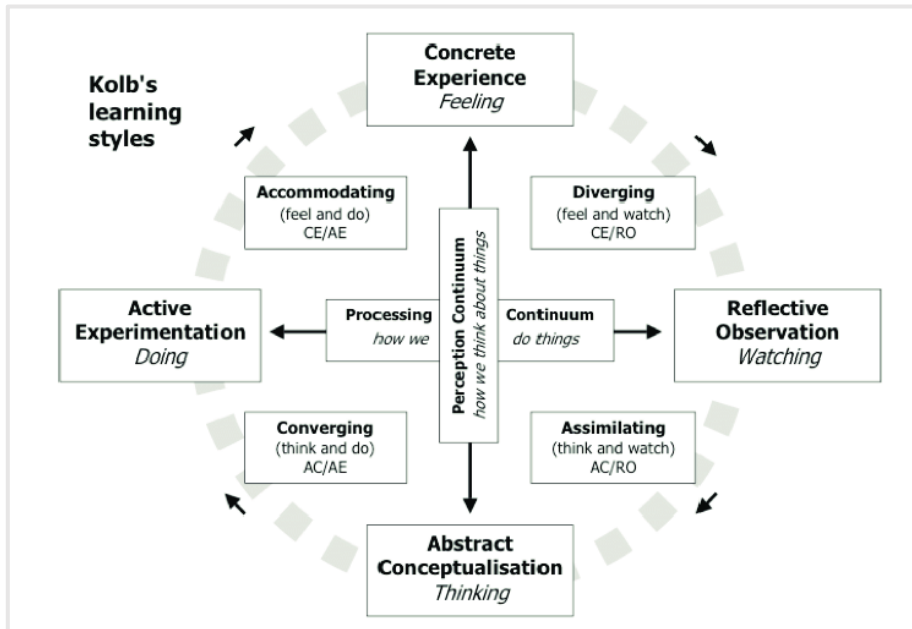 Kolb's
learning
styles
Concrete
Experience
Feeling
Accommodating
(feel and do)
CE/AE
Diverging
(feel and watch)
CE/RO
Active
Experimentation
Doing
Processing
how we
Perception Continuum
how we think about things
Continuum
do things
Reflective
Observation
Watching
Converging
(think and do)
AC/AE
Assimilating
(think and watch)
AC/RO
Abstract
Conceptualisation
Thinking